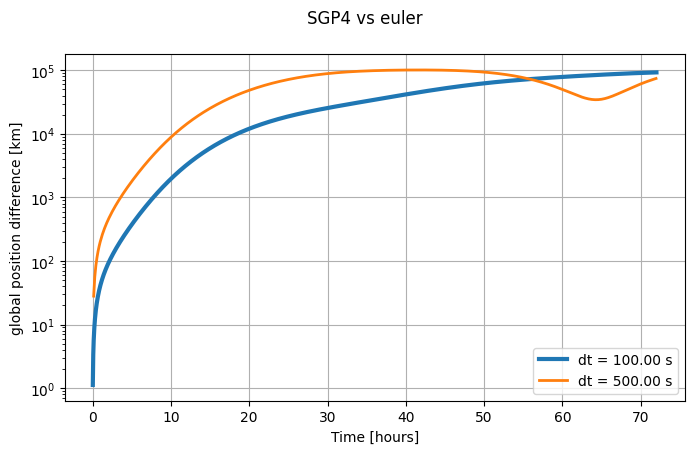 SGP4 vs euler
global position difference [km]
10⁵
10⁴
10³
10²
10¹
10⁰
0 10 20 30 40 50 60 70
Time [hours]
dt = 100.00 s
dt = 500.00 s